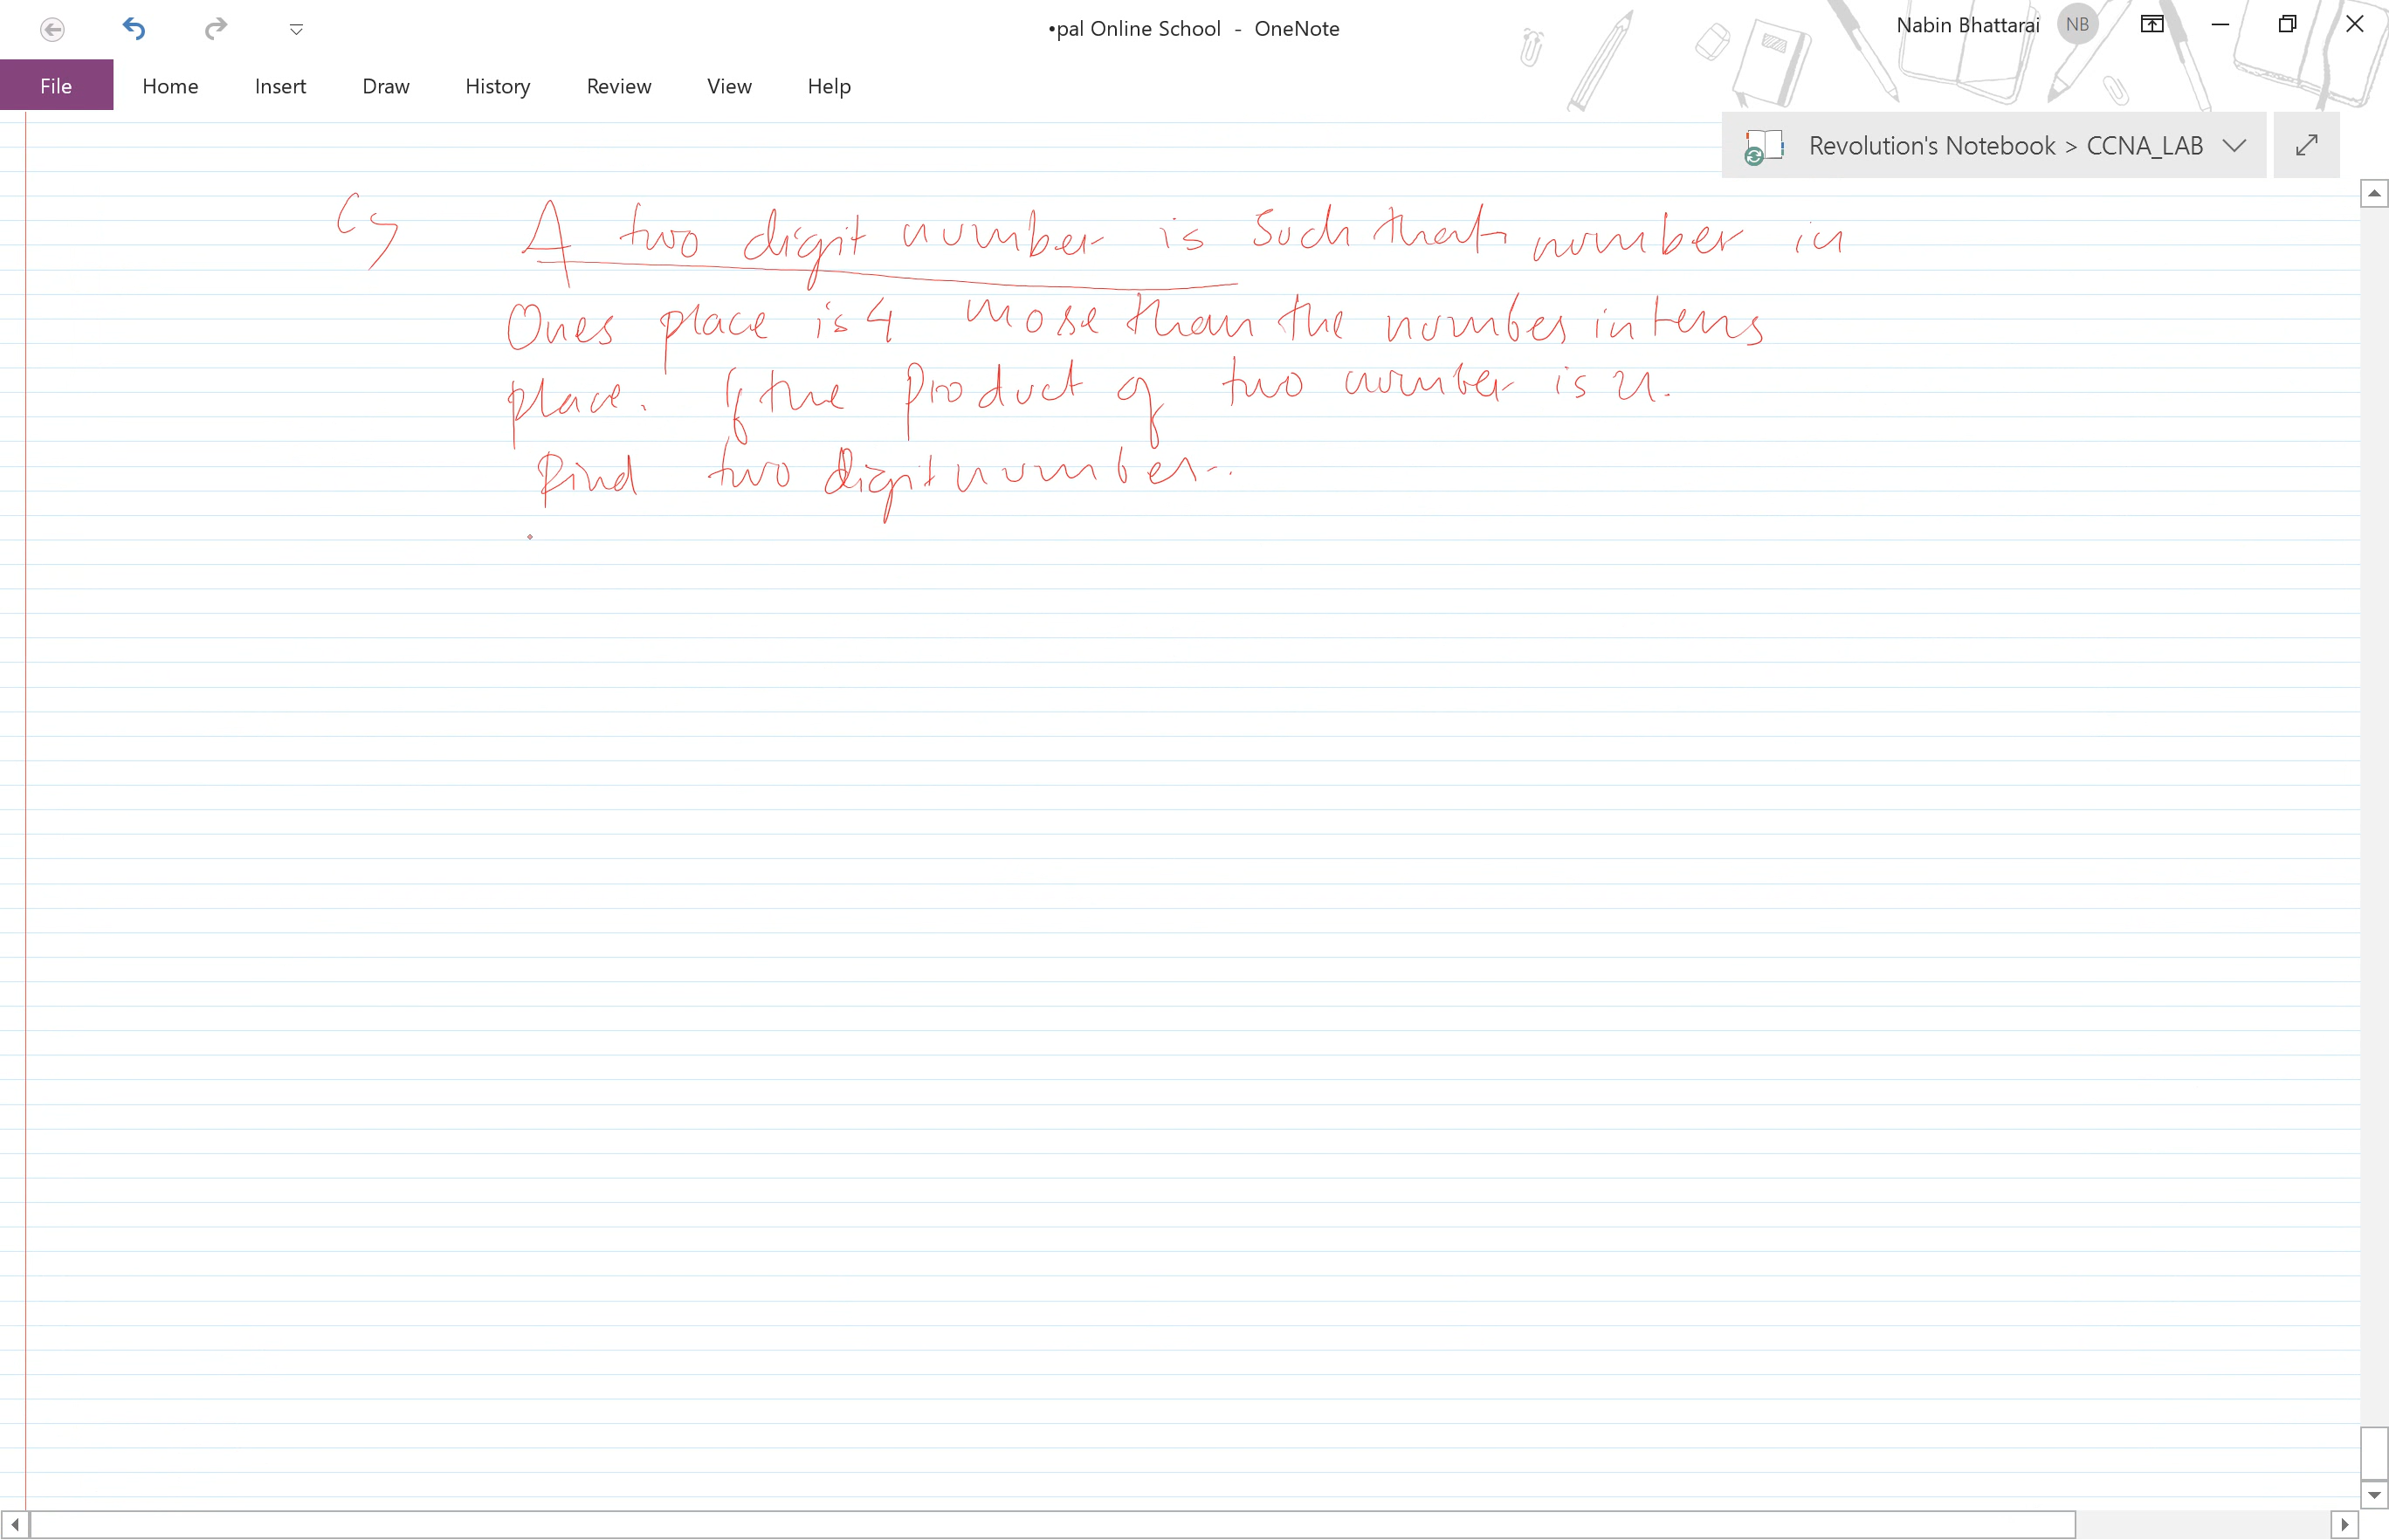 •pal Online School - OneNote
Nabin Bhattarai NB
File Home Insert Draw History Review View Help
Revolution's Notebook > CCNA_LAB
A two digit number is such that number in
Ones place is 4 more than the number in tens
place. If the product of two number is 21.
Find two digit number.